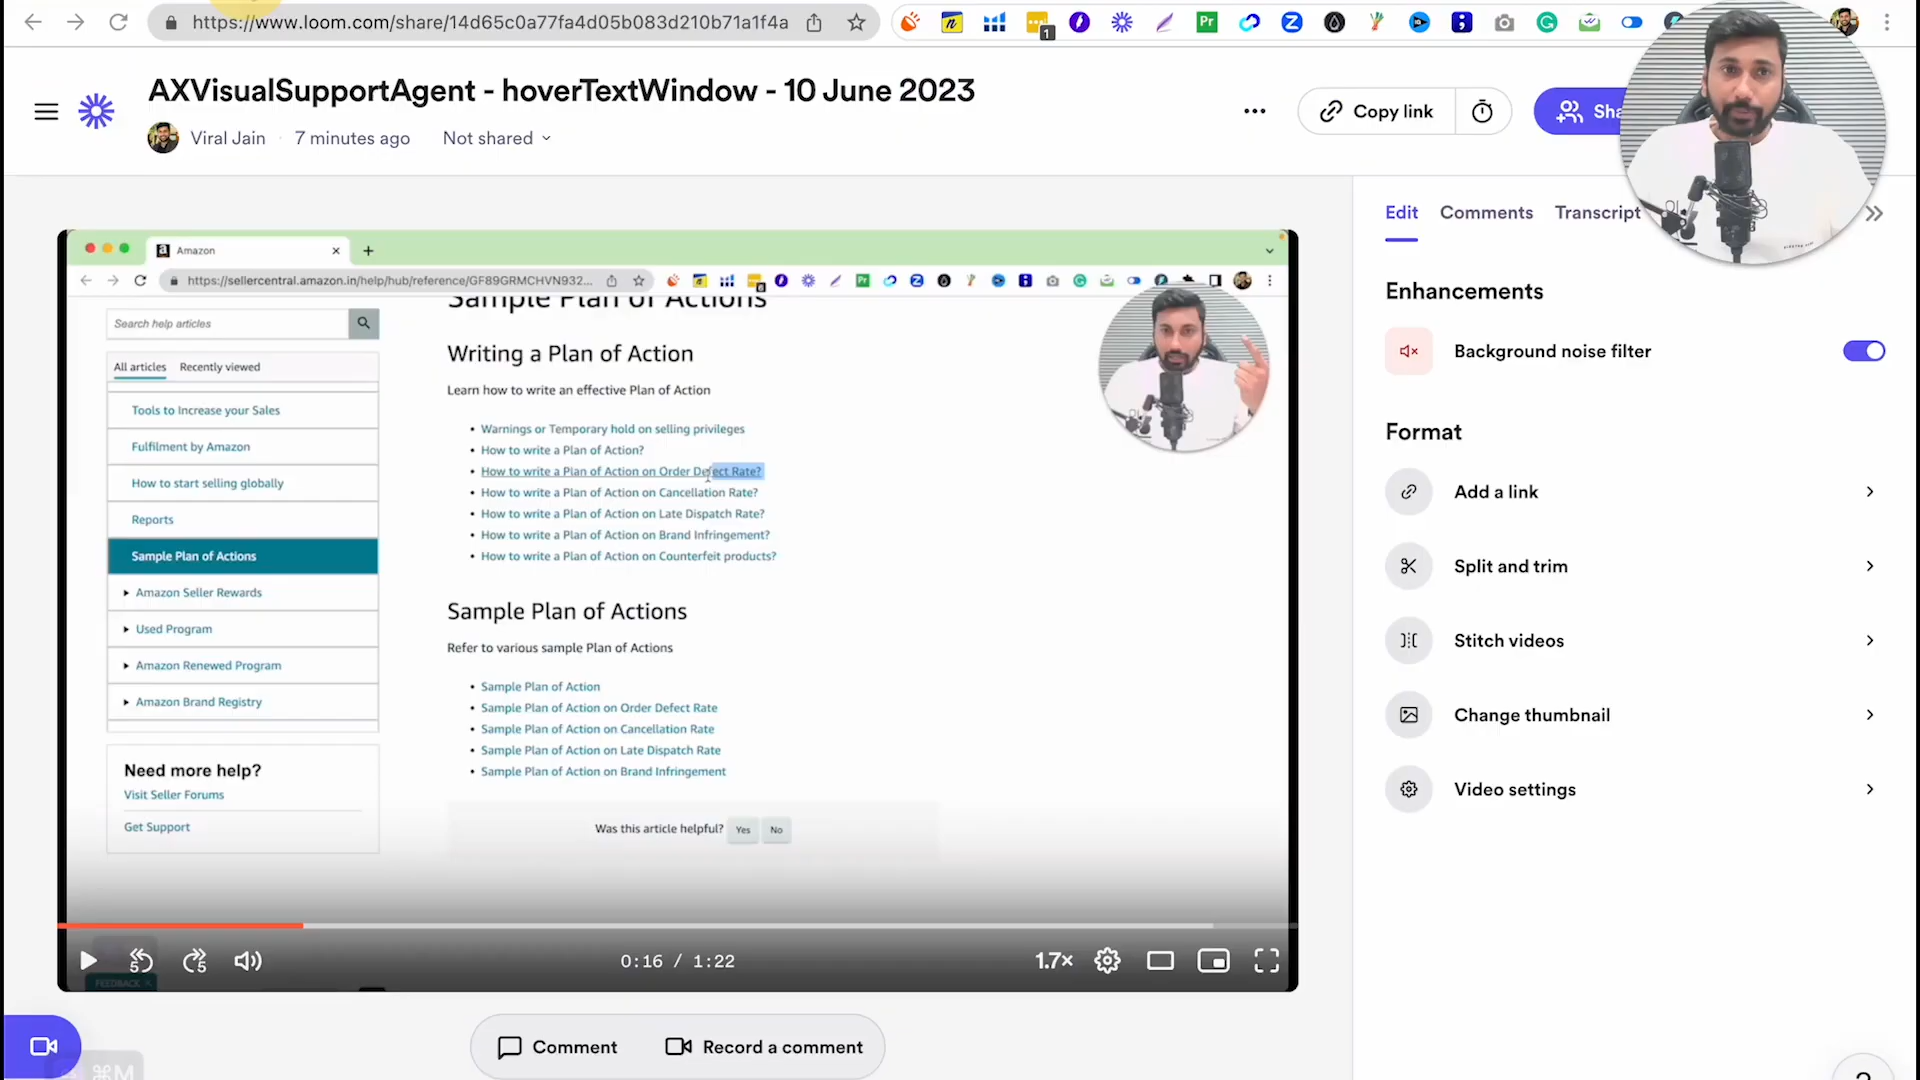 https://www.loom.com/share/14d65c0a77fa4d05b083d210b71a1f4a
1
AXVisualSupportAgent - hoverTextWindow - 10 June 2023
Viral Jain · 7 minutes ago Not shared
Copy link
Sha
Edit Comments Transcript
Amazon
https://sellercentral.amazon.in/help/hub/reference/GF89GRMCHVN932...
Sample Plan of Actions
Search help articles
All articles Recently viewed
Tools to Increase your Sales
Fulfilment by Amazon
How to start selling globally
Reports
Sample Plan of Actions
Amazon Seller Rewards
Used Program
Amazon Renewed Program
Amazon Brand Registry
Need more help?
Visit Seller Forums
Get Support
Writing a Plan of Action
Learn how to write an effective Plan of Action
• Warnings or Temporary hold on selling privileges
• How to write a Plan of Action?
• How to write a Plan of Action on Order Defect Rate?
• How to write a Plan of Action on Cancellation Rate?
• How to write a Plan of Action on Late Dispatch Rate?
• How to write a Plan of Action on Brand Infringement?
• How to write a Plan of Action on Counterfeit products?
Sample Plan of Actions
Refer to various sample Plan of Actions
• Sample Plan of Action
• Sample Plan of Action on Order Defect Rate
• Sample Plan of Action on Cancellation Rate
• Sample Plan of Action on Late Dispatch Rate
• Sample Plan of Action on Brand Infringement
Was this article helpful? Yes No
FEEDBACK
5 5 0:16 / 1:22 1.7×
Comment Record a comment
⌘M
Enhancements
Background noise filter
Format
Add a link
Split and trim
Stitch videos
Change thumbnail
Video settings
?